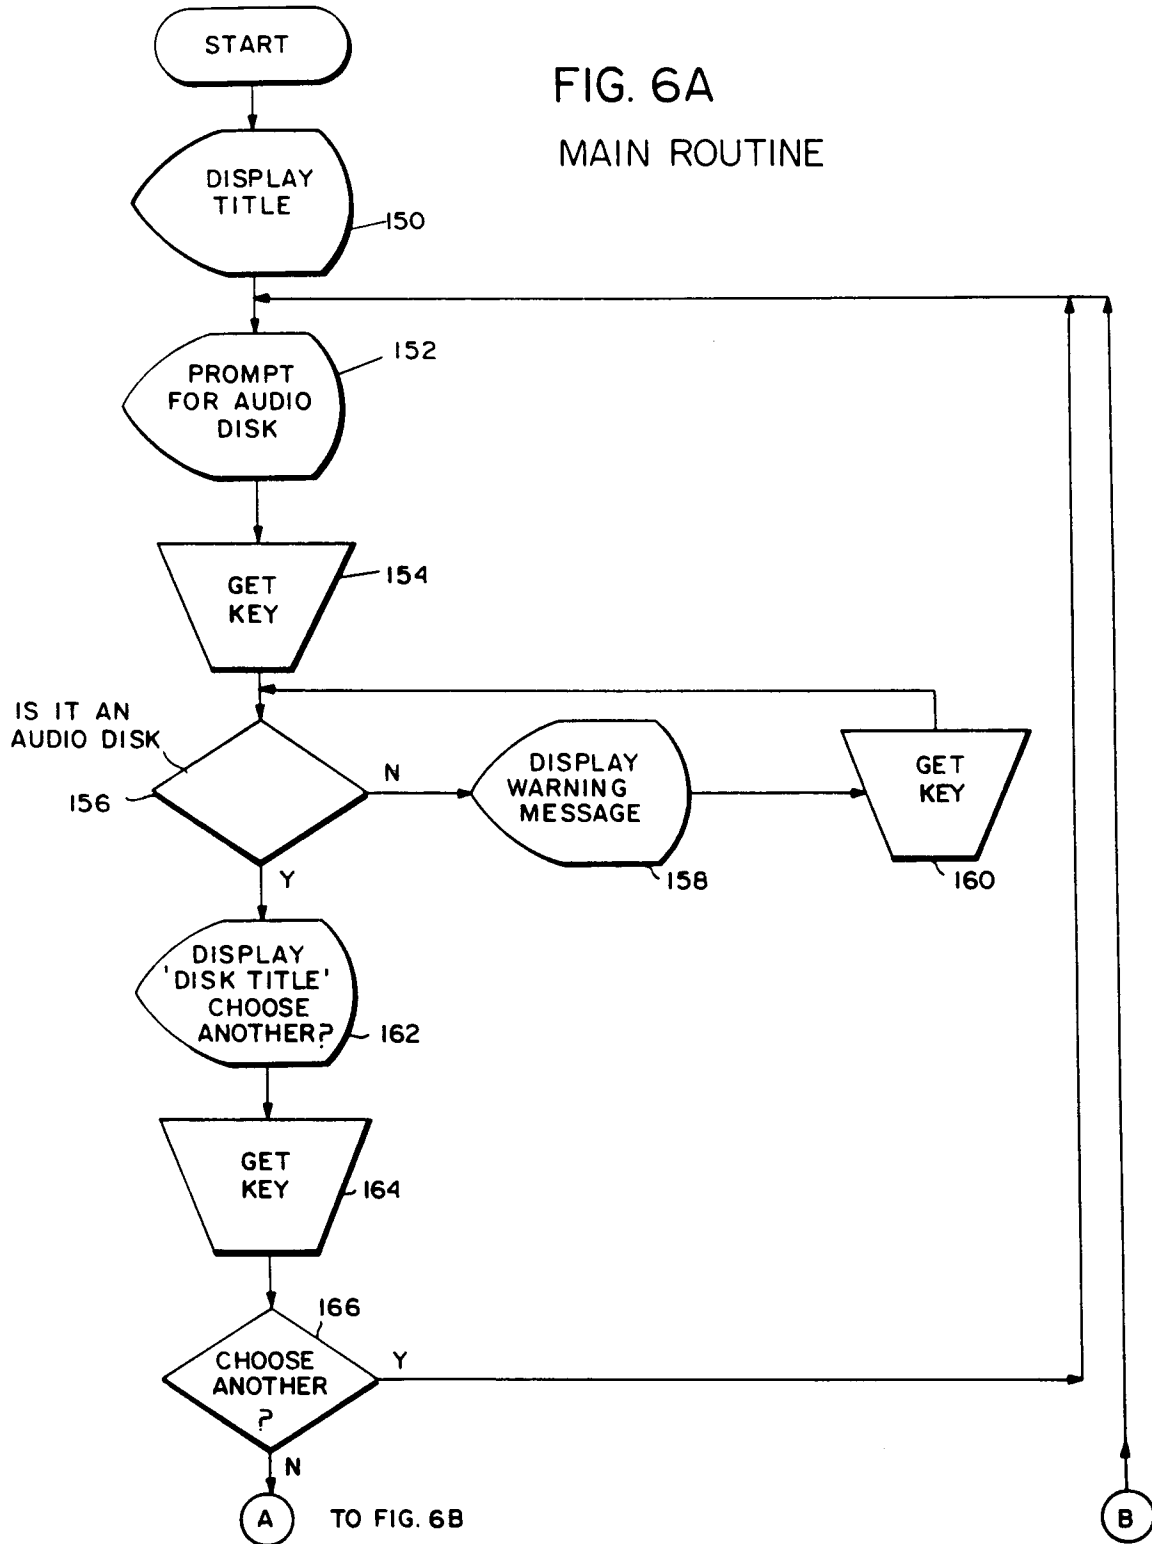 START
FIG. 6A
MAIN ROUTINE
DISPLAY
TITLE
150
152
PROMPT
FOR AUDIO
DISK
GET
KEY
154
IS IT AN
AUDIO DISK
156
N
DISPLAY
WARNING
MESSAGE
158
GET
KEY
160
Y
DISPLAY
'DISK TITLE'
CHOOSE
ANOTHER?
162
GET
KEY
164
166
CHOOSE
ANOTHER
?
Y
N
A
TO FIG. 6B
B